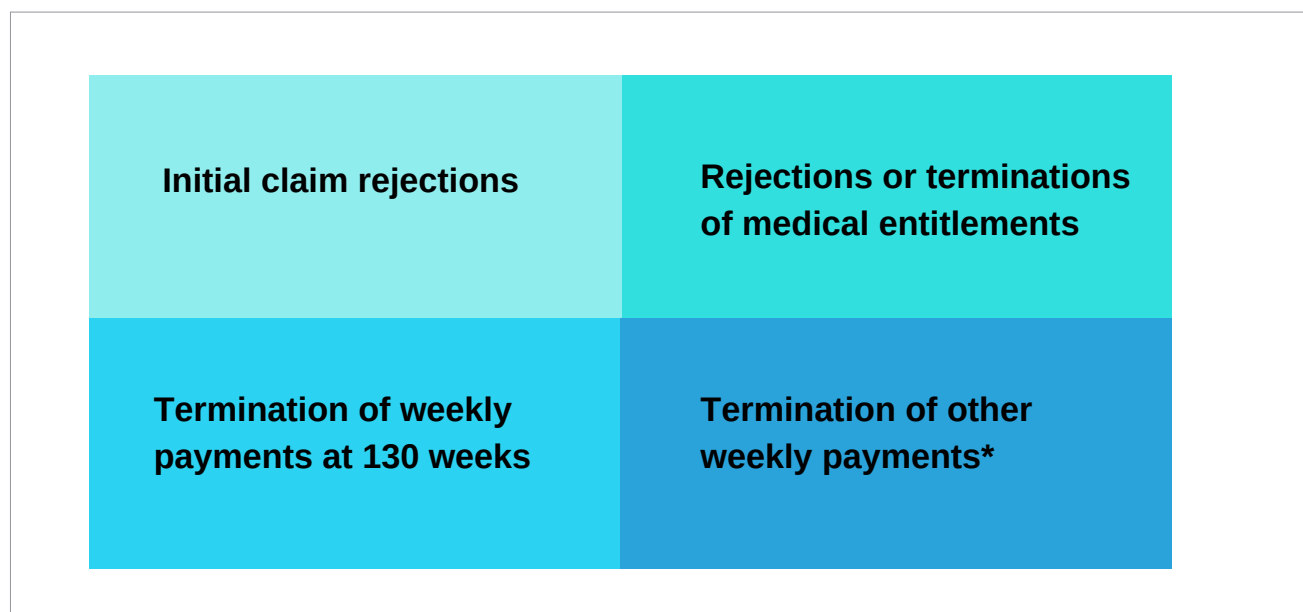 Initial claim rejections
Rejections or terminations
of medical entitlements
Termination of weekly
payments at 130 weeks
Termination of other
weekly payments*